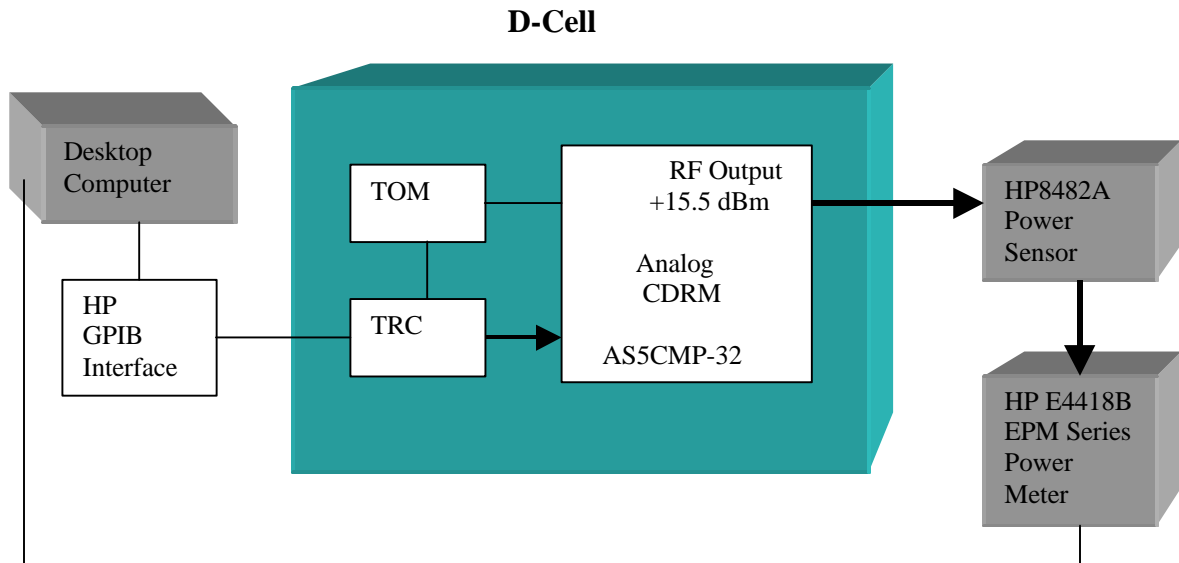 D-Cell
Desktop
Computer
HP
GPIB
Interface
TOM
TRC
RF Output
+15.5 dBm
Analog
CDRM
AS5CMP-32
HP8482A
Power
Sensor
HP E4418B
EPM Series
Power
Meter